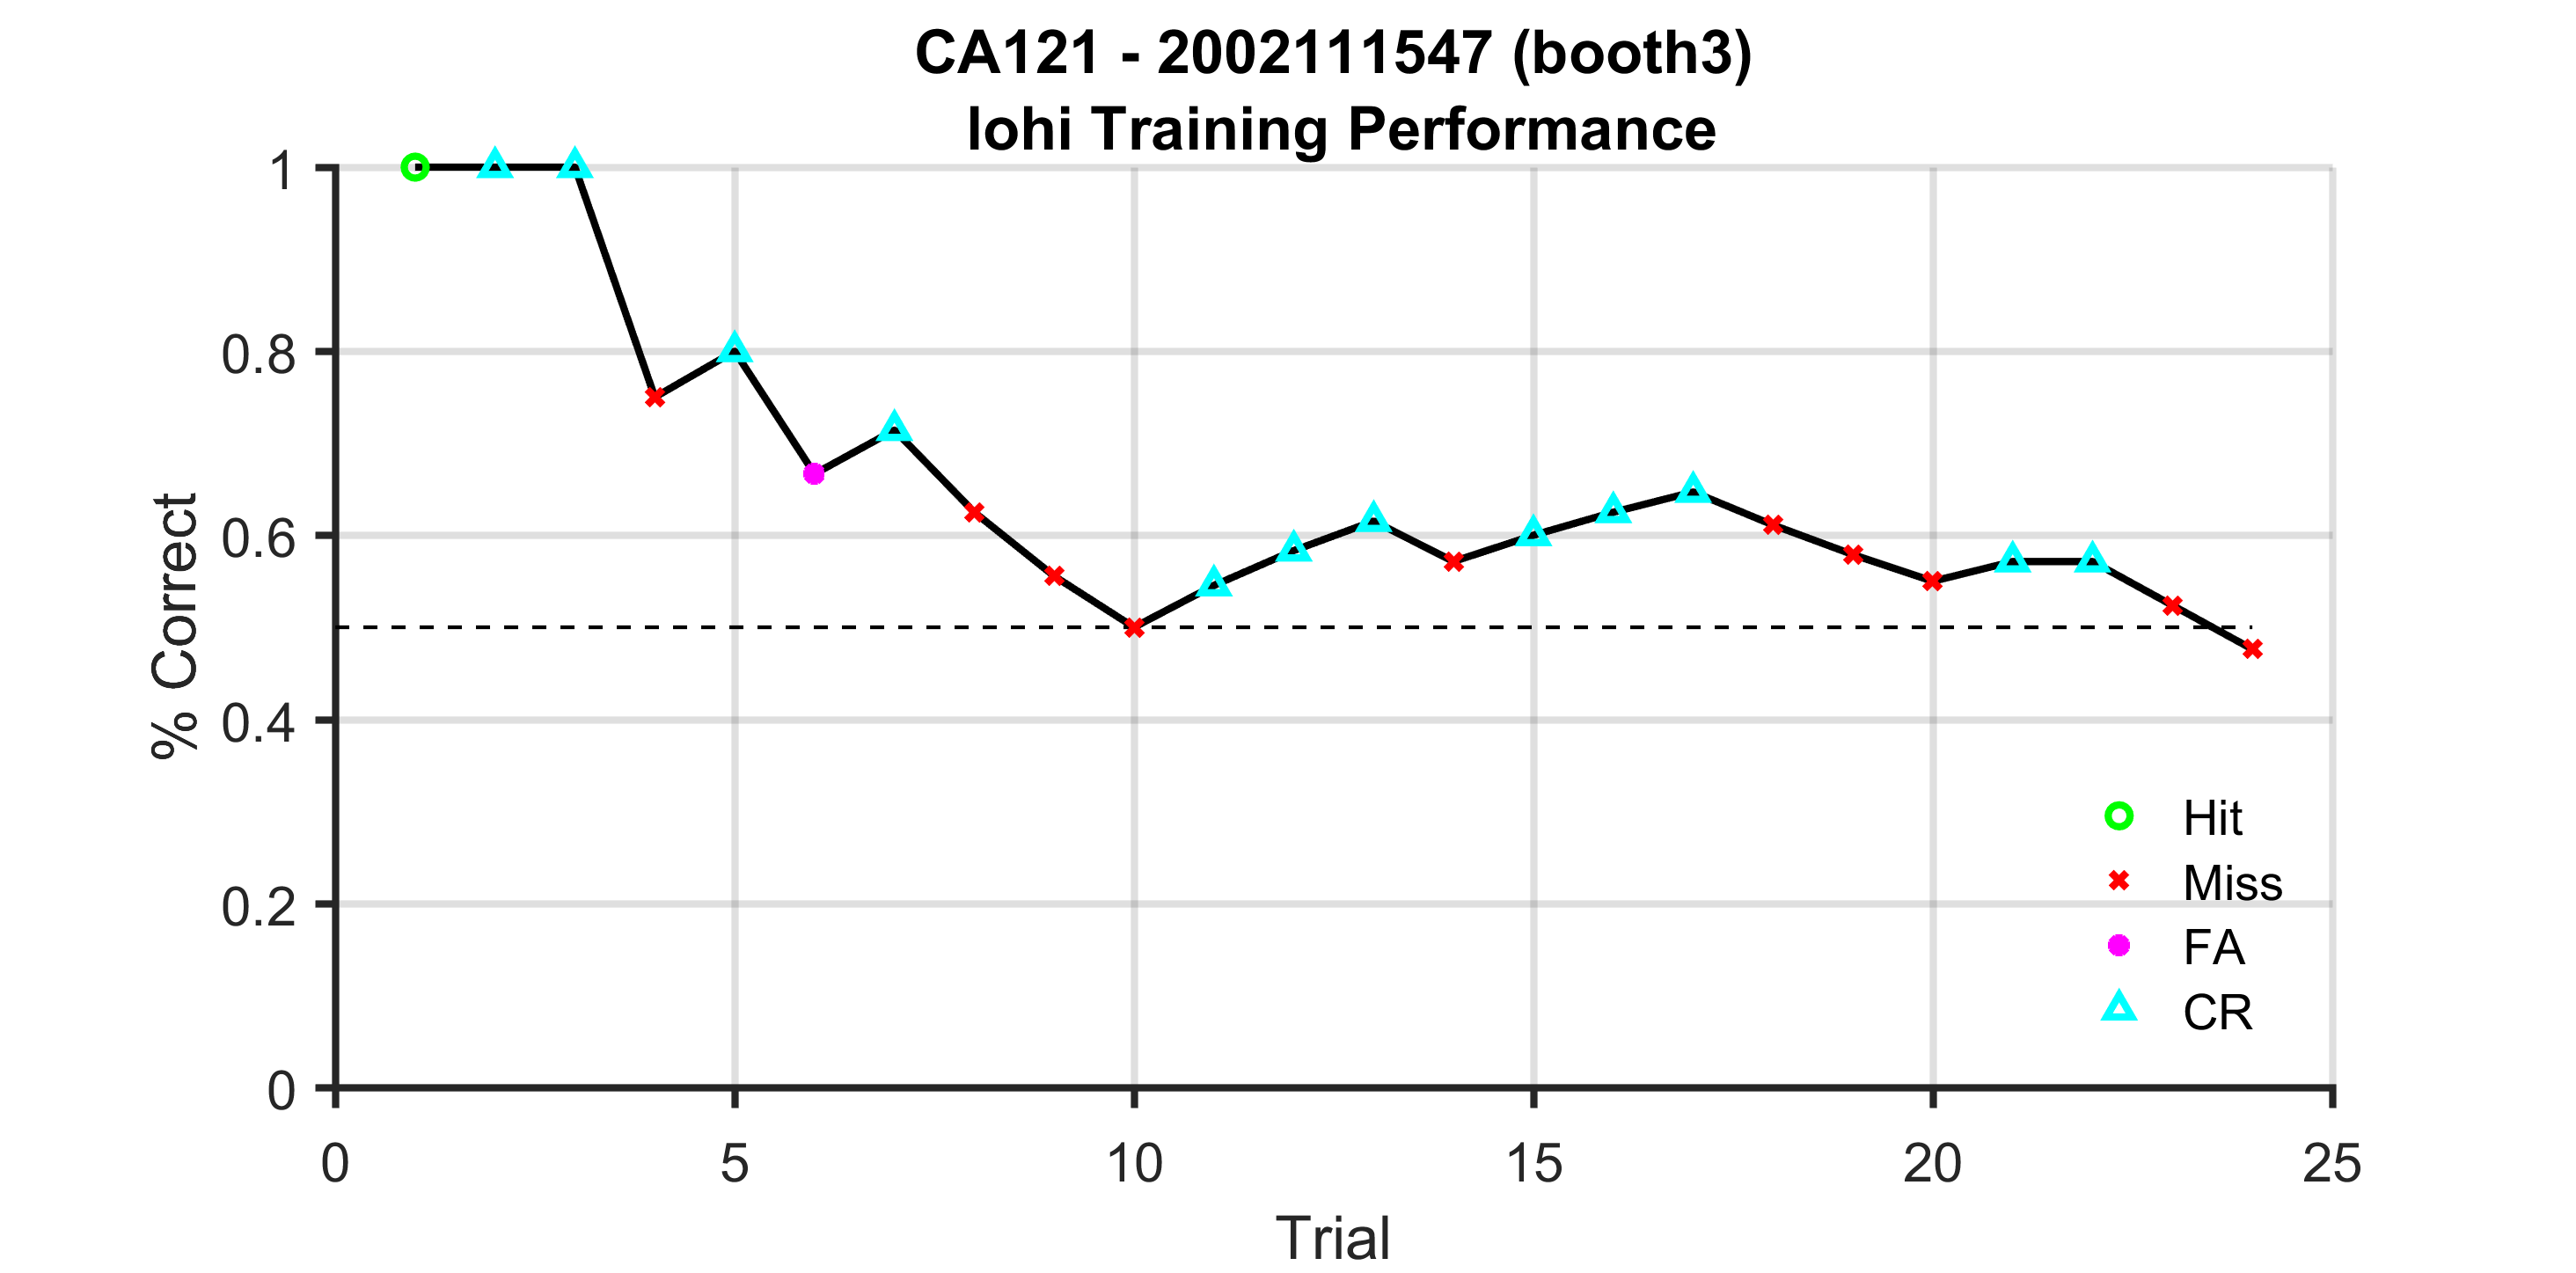 CA121 - 2002111547 (booth3)
lohi Training Performance
% Correct
1
0.8
0.6
0.4
0.2
0
0 5 10 15 20 25
Trial
Hit
Miss
FA
CR